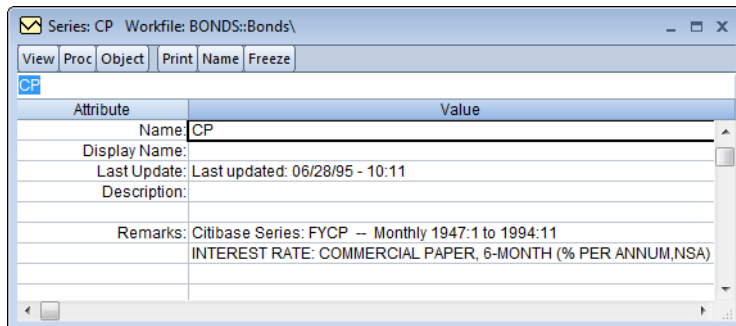 Series: CP Workfile: BONDS::Bonds\
View Proc Object Print Name Freeze
CP
Attribute Value
Name: CP
Display Name:
Last Update: Last updated: 06/28/95 - 10:11
Description:
Remarks: Citibase Series: FYCP -- Monthly 1947:1 to 1994:11
INTEREST RATE: COMMERCIAL PAPER, 6-MONTH (% PER ANNUM,NSA)